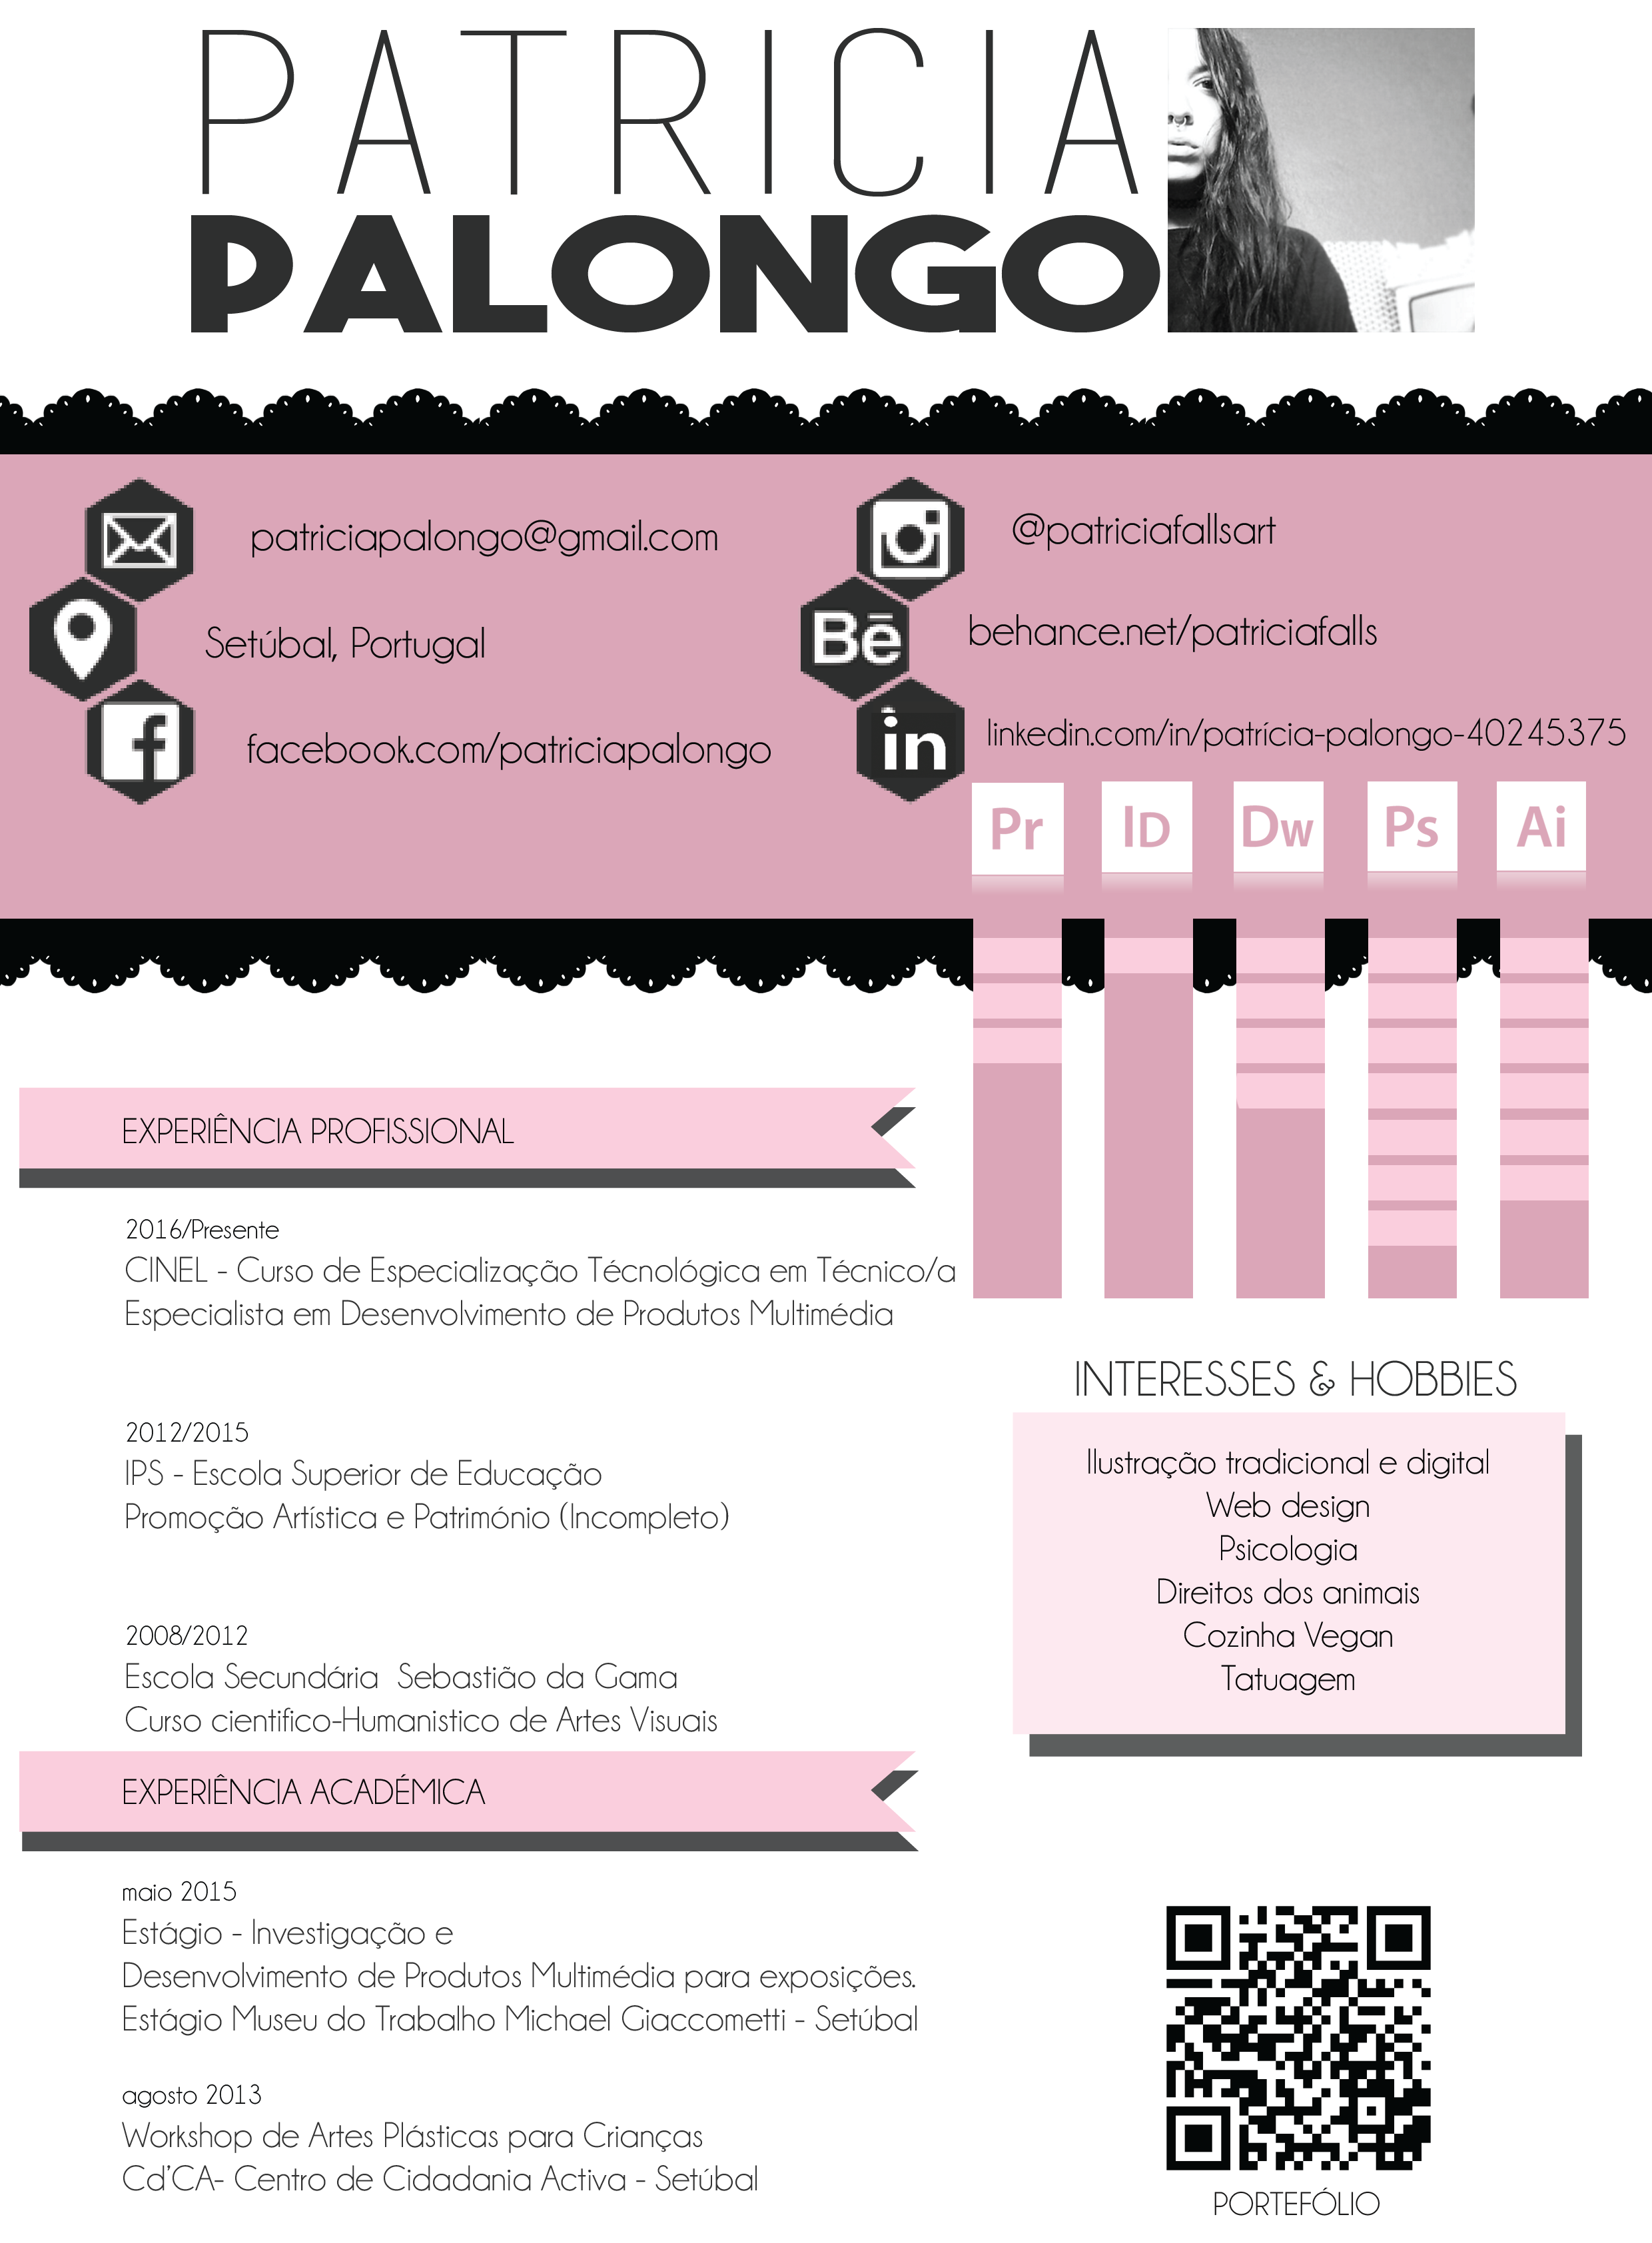 PATRICIA
PALONGO
patriciapalongo@gmail.com
Setúbal, Portugal
facebook.com/patriciapalongo
@patriciafallsart
Bē
behance.net/patriciafalls
in
linkedin.com/in/patrícia-palongo-40245375
Pr ID Dw Ps Ai
EXPERIÊNCIA PROFISSIONAL
2016/Presente
CINEL - Curso de Especialização Técnológica em Técnico/a
Especialista em Desenvolvimento de Produtos Multimédia
2012/2015
IPS - Escola Superior de Educação
Promoção Artística e Património (Incompleto)
2008/2012
Escola Secundária  Sebastião da Gama
Curso cientifico-Humanistico de Artes Visuais
EXPERIÊNCIA ACADÉMICA
maio 2015
Estágio - Investigação e
Desenvolvimento de Produtos Multimédia para exposições.
Estágio Museu do Trabalho Michael Giaccometti - Setúbal
agosto 2013
Workshop de Artes Plásticas para Crianças
Cd'CA- Centro de Cidadania Activa - Setúbal
INTERESSES & HOBBIES
Ilustração tradicional e digital
Web design
Psicologia
Direitos dos animais
Cozinha Vegan
Tatuagem
PORTEFÓLIO